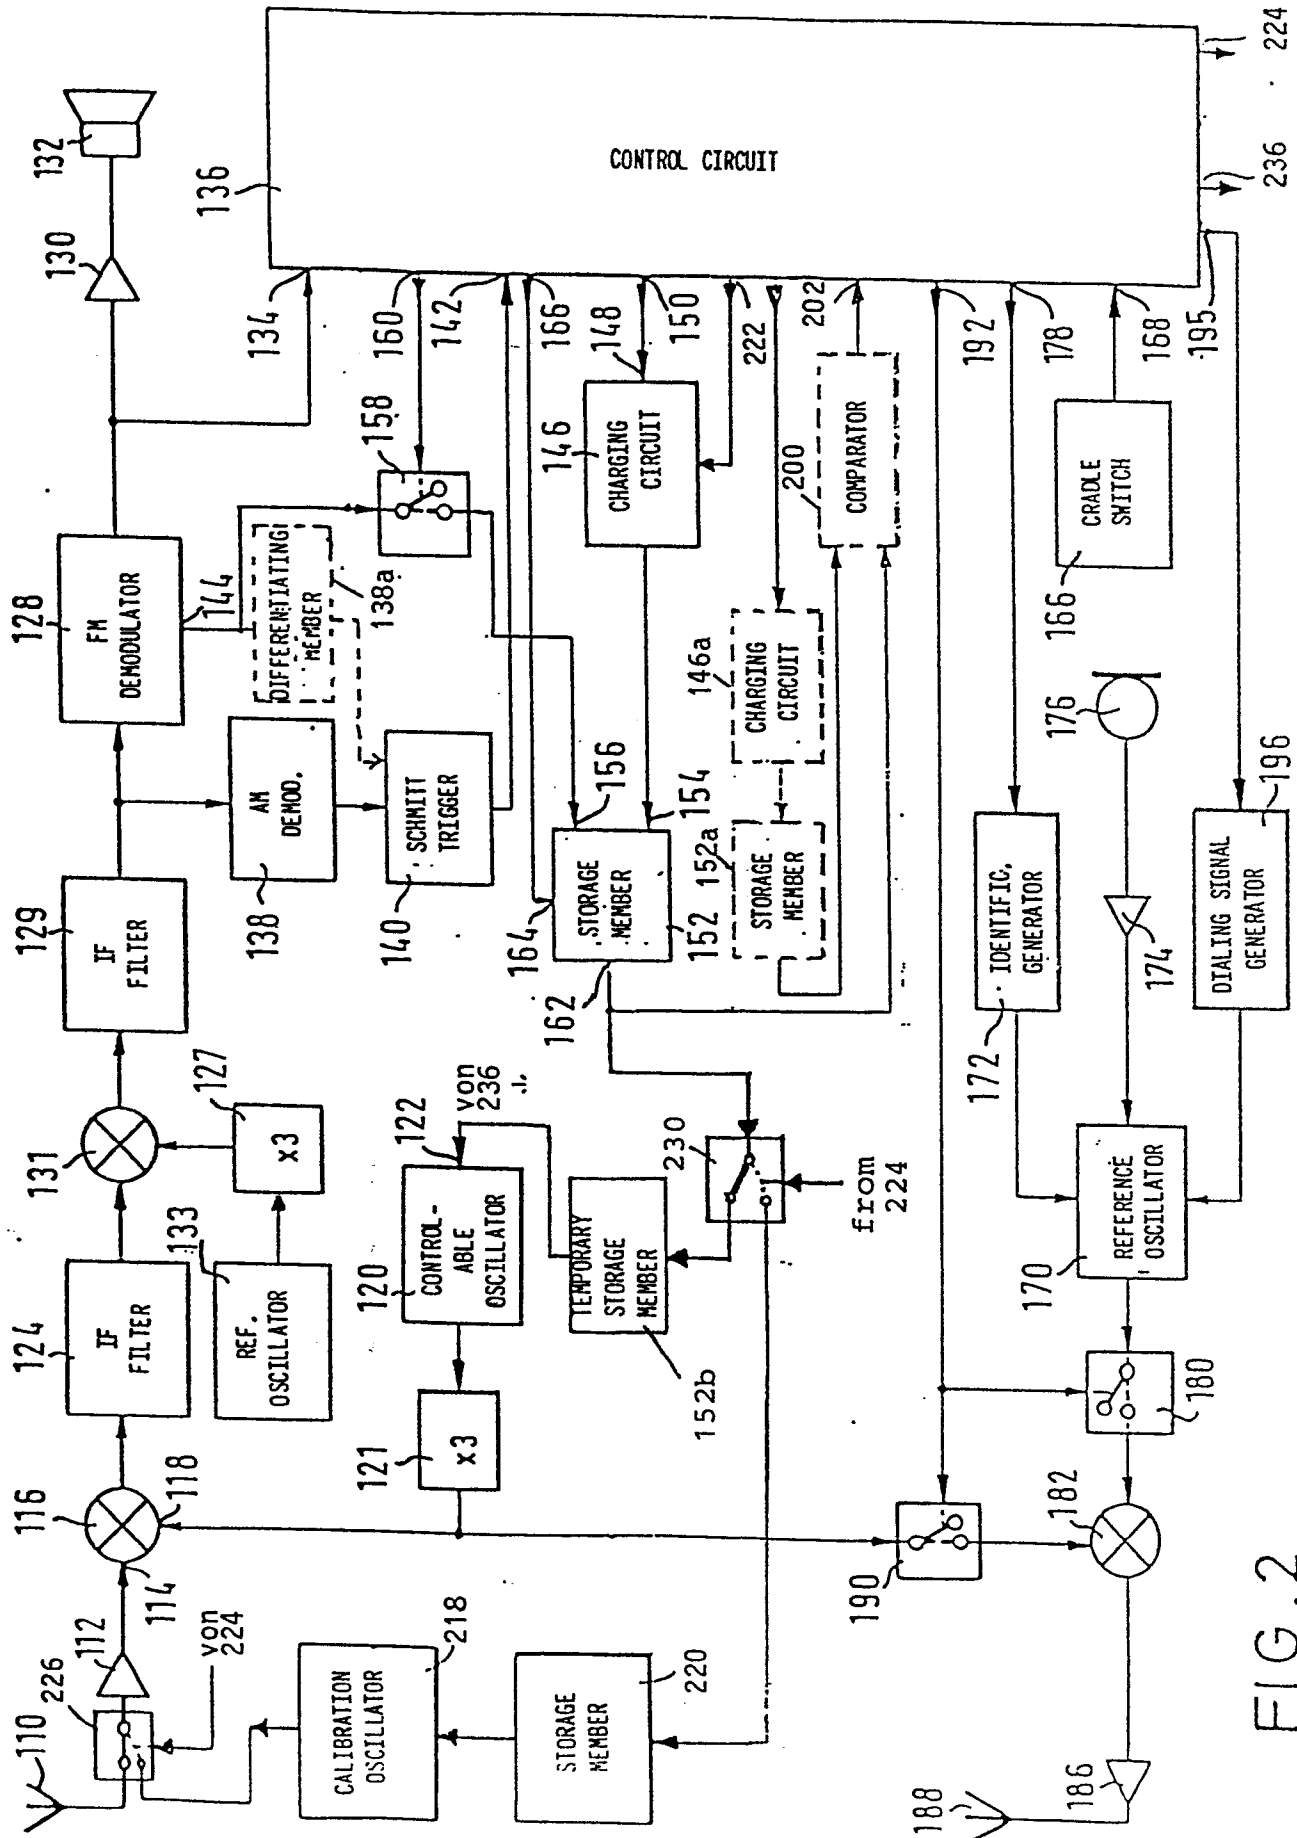 110
226
112
114
116
118
124
IF
FILTER
131
129
IF
FILTER
128
FM
DEMODULATOR
130
132
von
224
133
REF.
OSCILLATOR
127
x3
138
AM
DEMOD.
144
DIFFERENTIATING
MEMBER
138a
134
136
CONTROL CIRCUIT
140
SCHMITT
TRIGGER
158
160
142
166
CALIBRATION
OSCILLATOR
218
121
x3
120
CONTROL-
ABLE
OSCILLATOR
122
von
236
164
156
154
STORAGE
MEMBER
152
162
146
CHARGING
CIRCUIT
148
150
222
STORAGE
MEMBER
220
152b
TEMPORARY
STORAGE
MEMBER
230
from
224
152a
STORAGE
MEMBER
146a
CHARGING
CIRCUIT
200
COMPARATOR
202
190
192
172
IDENTIFIC.
GENERATOR
178
188
186
182
180
170
REFERENCE
OSCILLATOR
174
176
166
CRADLE
SWITCH
168
196
DIALING SIGNAL
GENERATOR
195
236
224
FIG.2